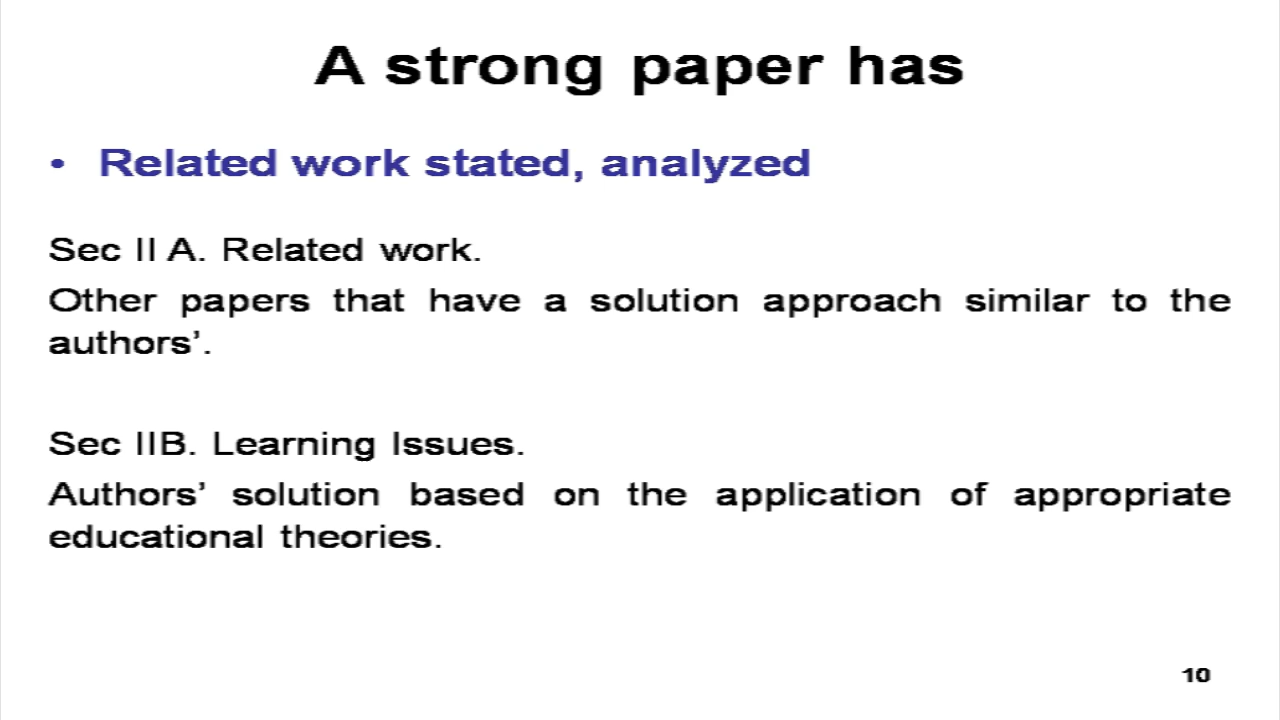 A strong paper has
• Related work stated, analyzed
Sec II A. Related work.
Other papers that have a solution approach similar to the
authors’.
Sec IIB. Learning Issues.
Authors’ solution based on the application of appropriate
educational theories.
10